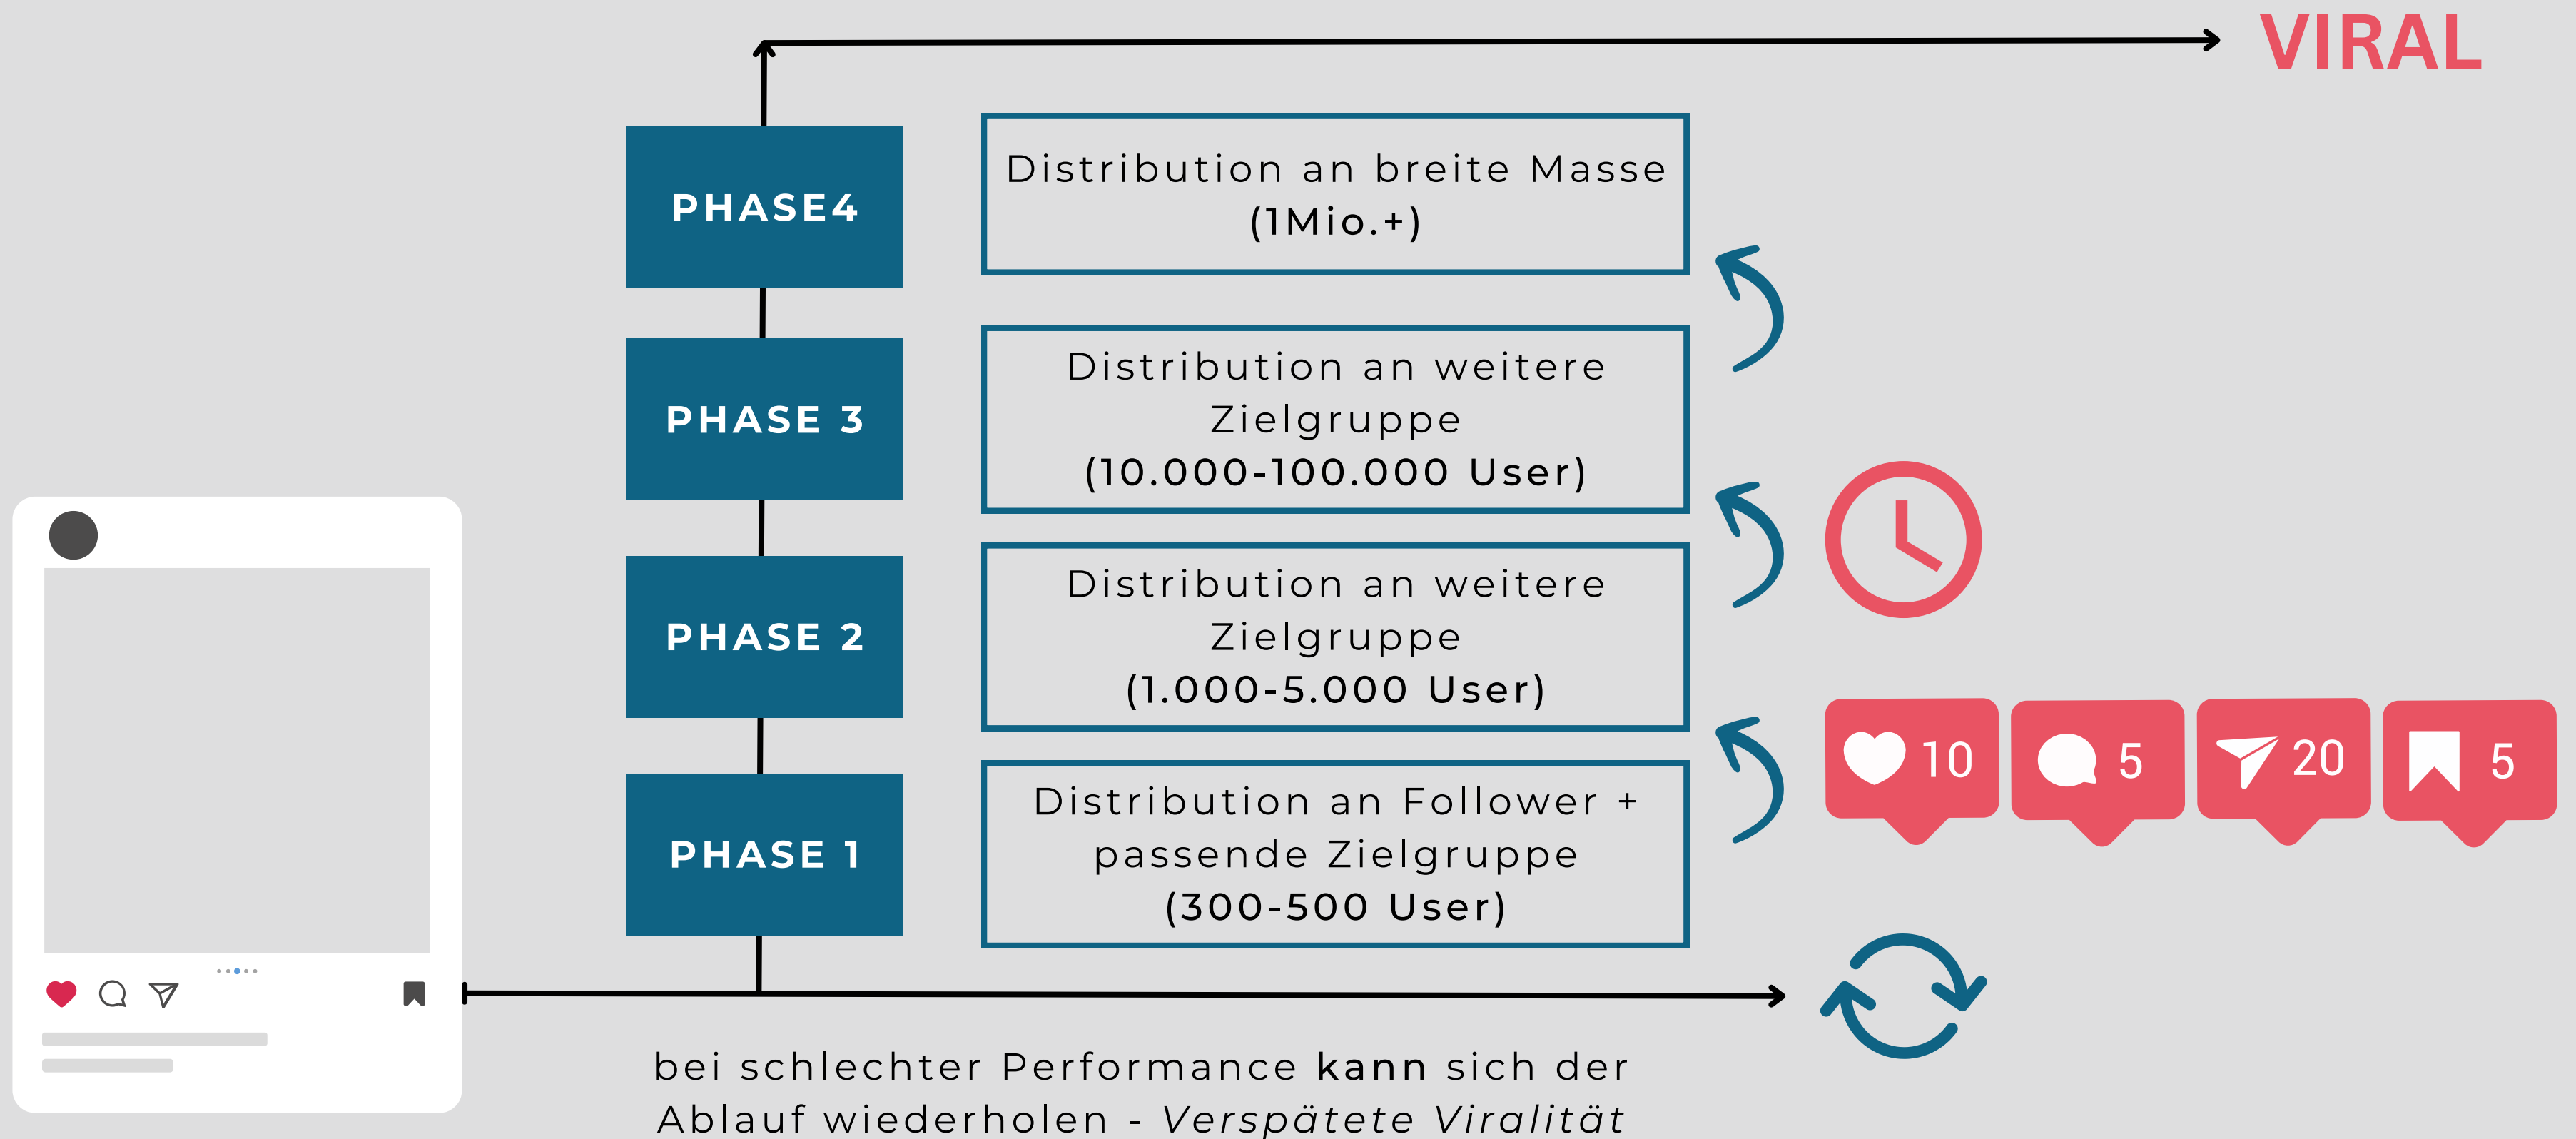 VIRAL
PHASE4
Distribution an breite Masse
(1Mio.+)
PHASE 3
Distribution an weitere
Zielgruppe
(10.000-100.000 User)
PHASE 2
Distribution an weitere
Zielgruppe
(1.000-5.000 User)
10
5
20
5
PHASE 1
Distribution an Follower +
passende Zielgruppe
(300-500 User)
bei schlechter Performance kann sich der
Ablauf wiederholen - Verspätete Viralität